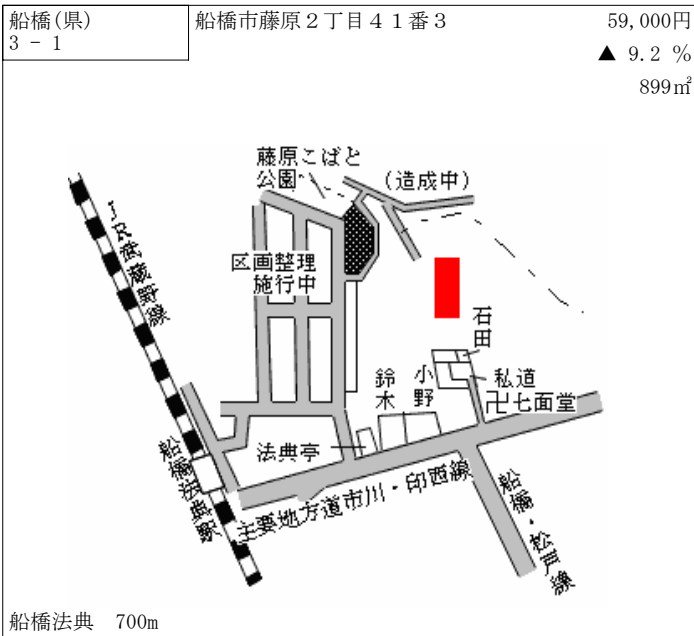 船橋(県)
3 - 1
船橋市藤原２丁目４１番３
59,000円
▲ 9.2 %
899㎡
藤原こばと
公園
(造成中)
ＪＲ武蔵野線
区画整理
施行中
石田
鈴木
小野
私道
卍七面堂
法典亭
船橋法典駅
主要地方道市川・印西線
船橋・松戸線
船橋法典　700m